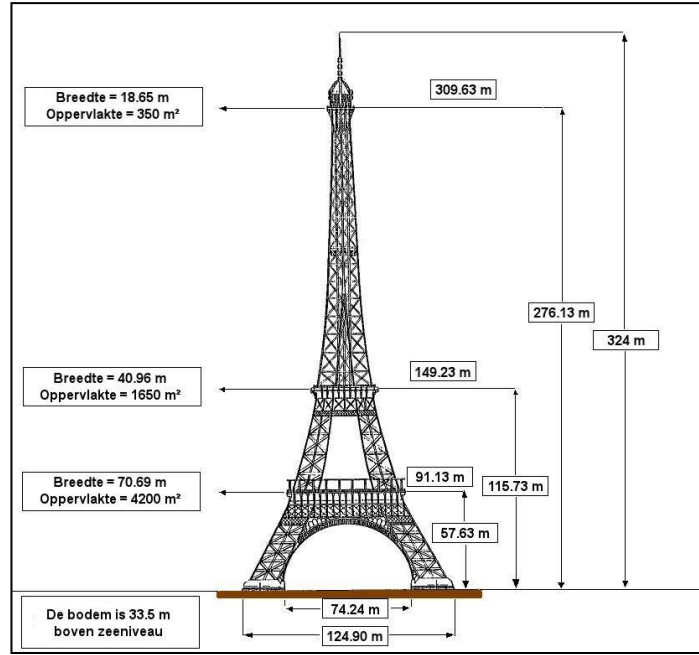 309.63 m
Breedte = 18.65 m
Oppervlakte = 350 m²
276.13 m
324 m
149.23 m
Breedte = 40.96 m
Oppervlakte = 1650 m²
91.13 m
115.73 m
Breedte = 70.69 m
Oppervlakte = 4200 m²
57.63 m
De bodem is 33.5 m
boven zeeniveau
74.24 m
124.90 m